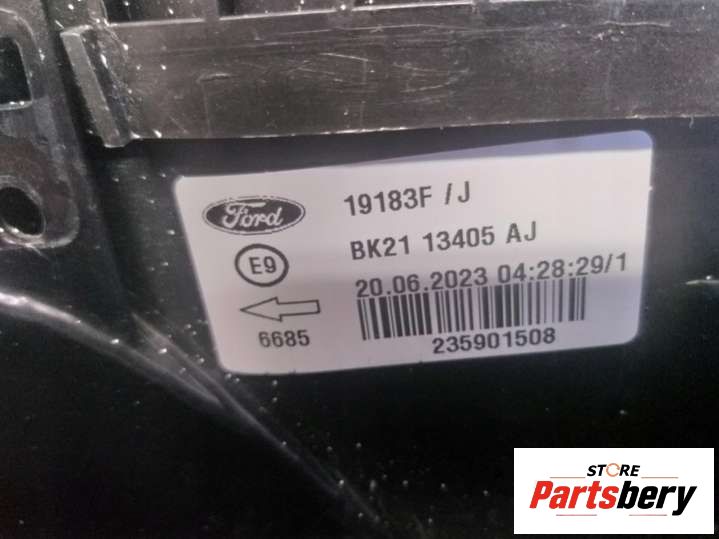 Ford
19183F /J
BK21 13405 AJ
E9
20.06.2023 04:28:29/1
6685
235901508
STORE
Partsbery